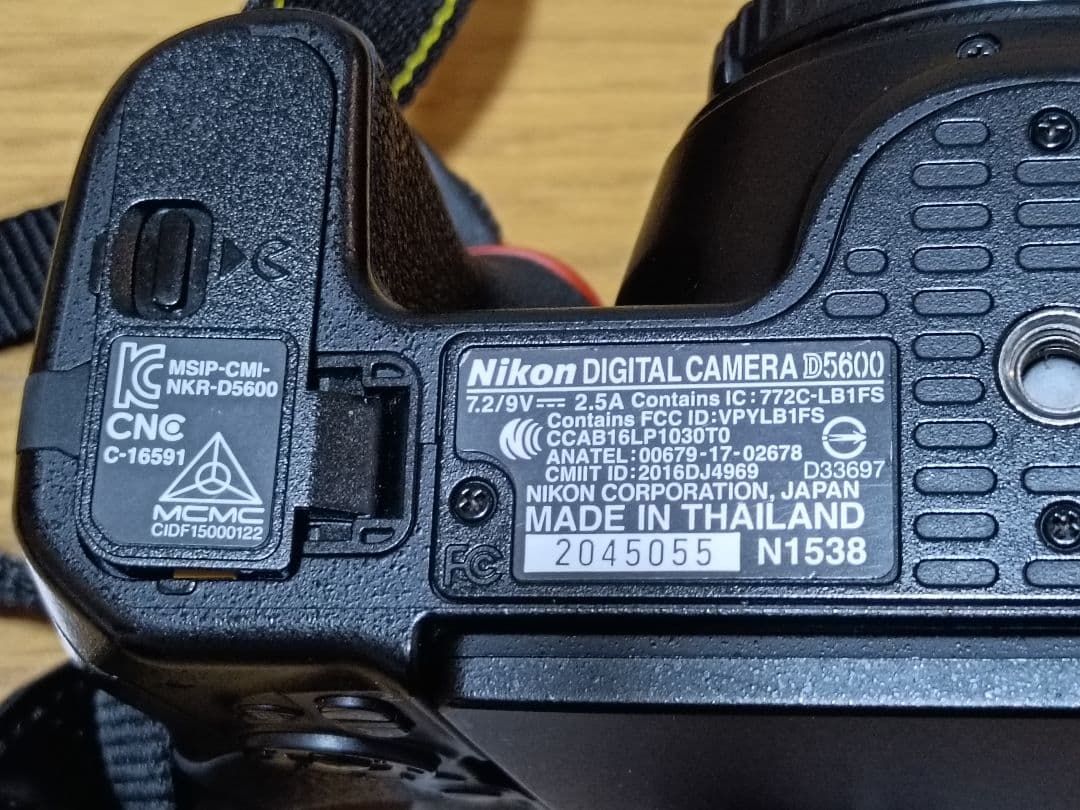 MSIP-CMI-
NKR-D5600
CNC
C-16591
MCMC
CIDF15000122
Nikon DIGITAL CAMERA D5600
7.2/9V⎓ 2.5A Contains IC:772C-LB1FS
Contains FCC ID:VPYLB1FS
CCAB16LP1030T0
ANATEL:00679-17-02678
CMIIT ID:2016DJ4969 D33697
NIKON CORPORATION, JAPAN
MADE IN THAILAND
2045055 N1538
FC